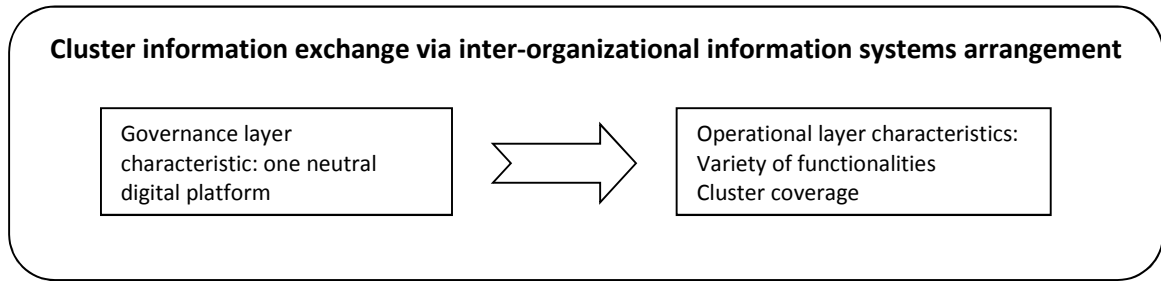 Cluster information exchange via inter-organizational information systems arrangement
Governance layer
characteristic: one neutral
digital platform
Operational layer characteristics:
Variety of functionalities
Cluster coverage